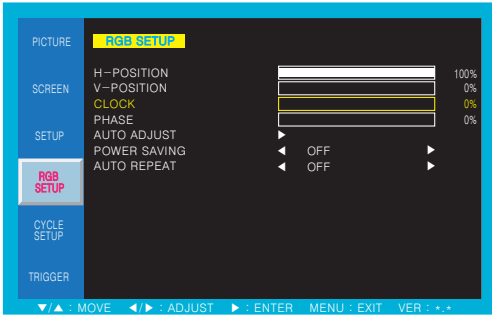 PICTURE
SCREEN
SETUP
RGB
SETUP
CYCLE
SETUP
TRIGGER
RGB SETUP
H-POSITION 100%
V-POSITION 0%
CLOCK 0%
PHASE 0%
AUTO ADJUST ▶
POWER SAVING ◀ OFF ▶
AUTO REPEAT ◀ OFF ▶
▼/▲ : MOVE ◀/▶ : ADJUST ▶ : ENTER MENU : EXIT VER : *.*